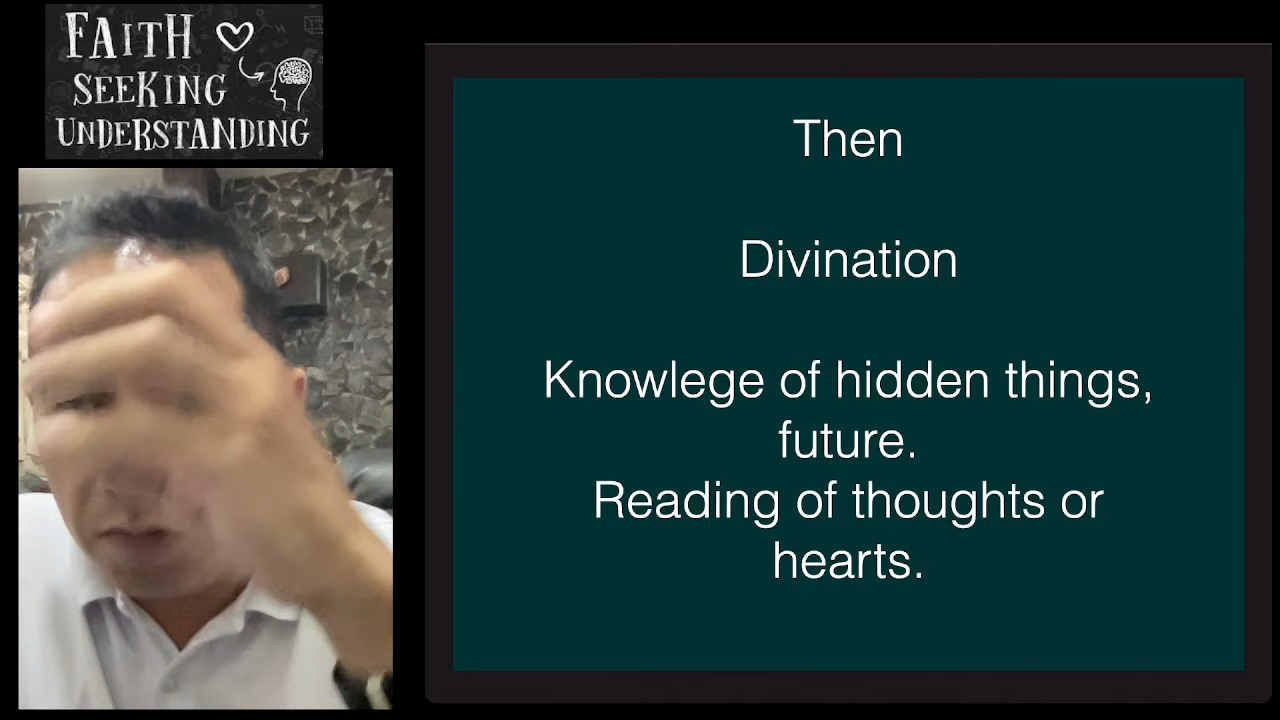 FAITH
SEEKING
UNDERSTANDING
Then
Divination
Knowlege of hidden things,
future.
Reading of thoughts or
hearts.